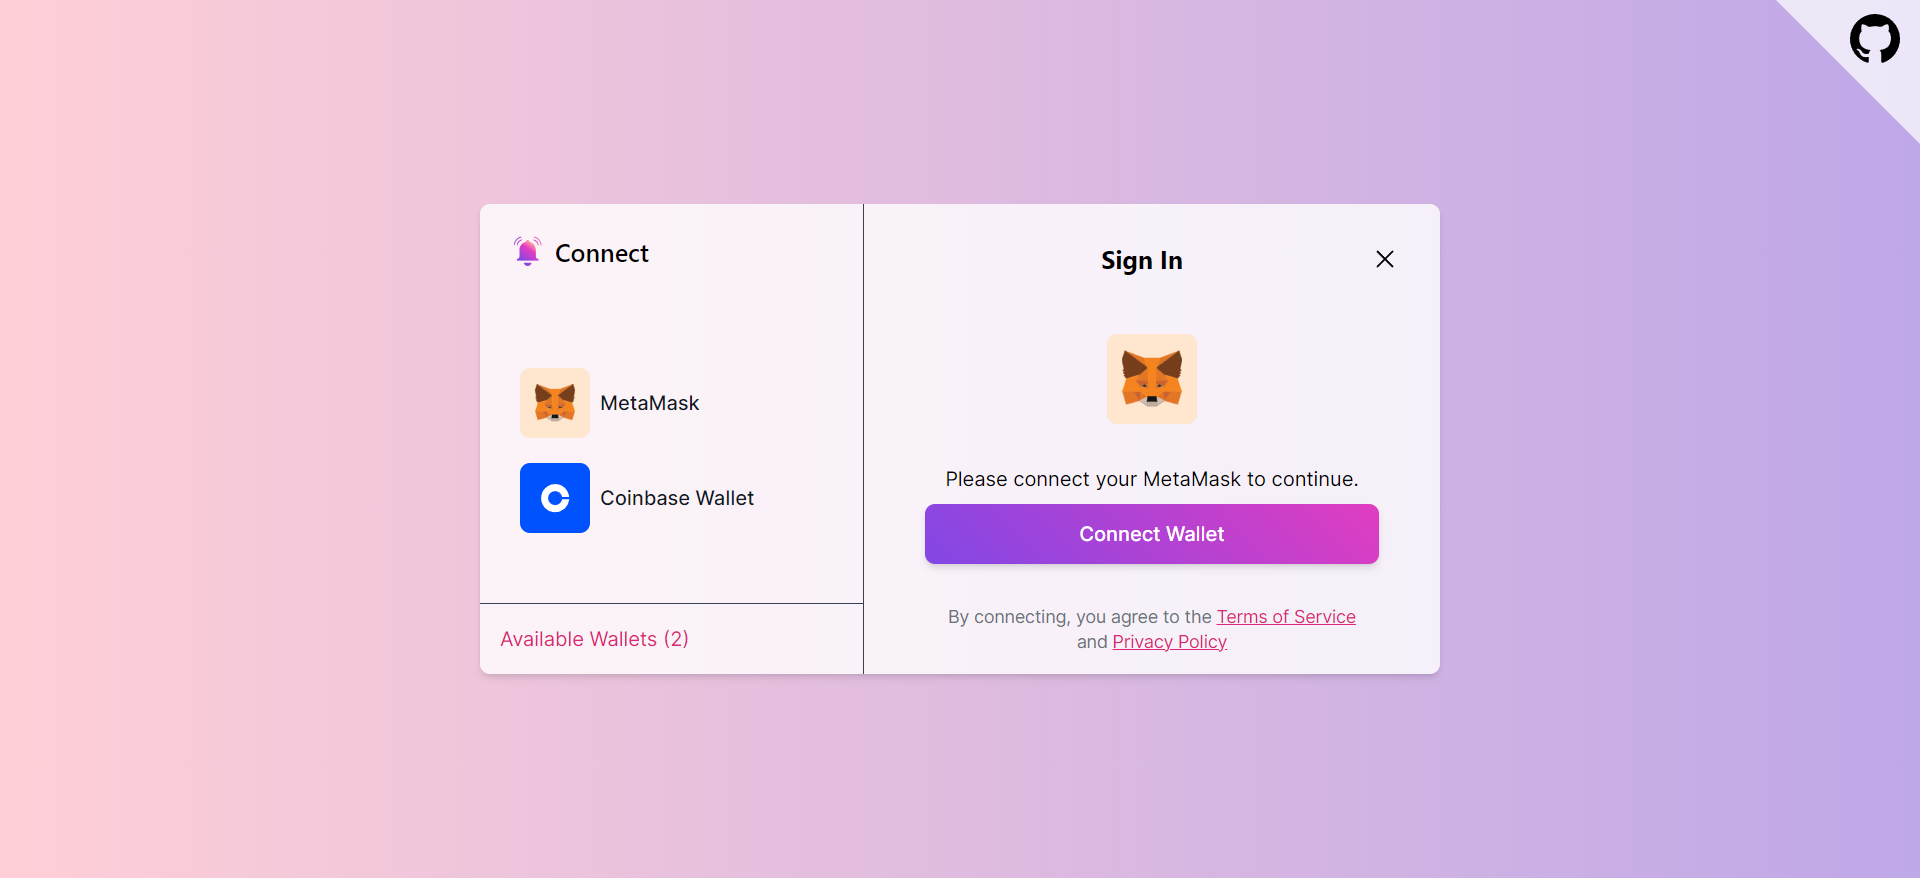 Connect
MetaMask
Coinbase Wallet
Available Wallets (2)
Sign In
Please connect your MetaMask to continue.
Connect Wallet
By connecting, you agree to the Terms of Service
and Privacy Policy